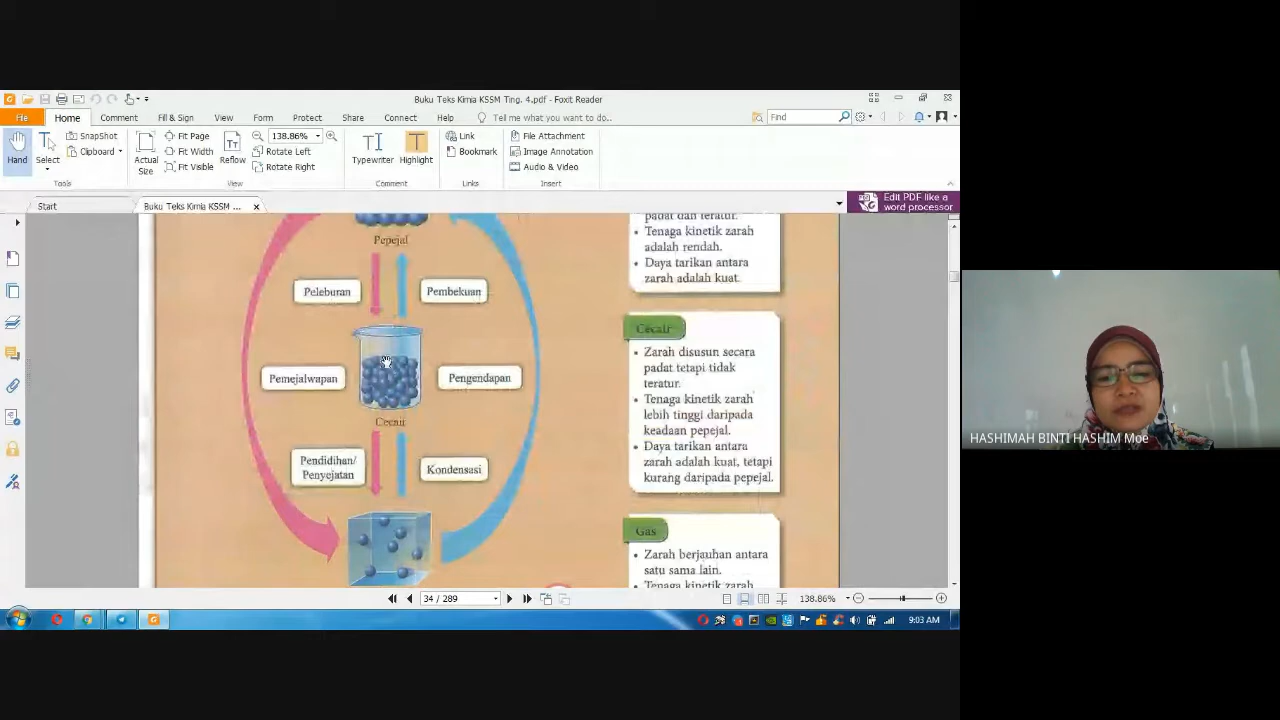 Buku Teks Kimia KSSM Ting. 4.pdf - Foxit Reader
File
Home
Comment
Fill & Sign
View
Form
Protect
Share
Connect
Help
Tell me what you want to do..
Find
Hand
Select
SnapShot
Clipboard
Tools
Actual Size
Fit Page
Fit Width
Fit Visible
Reflow
138.86%
Rotate Left
Rotate Right
View
Typewriter
Highlight
Comment
Link
Bookmark
Links
File Attachment
Image Annotation
Audio & Video
Insert
Start
Buku Teks Kimia KSSM ...
Edit PDF like a
word processor
Pepejal
Peleburan
Pembekuan
Pemejalwapan
Pengendapan
Cecair
Pendidihan/
Penyejatan
Kondensasi
padat dan teratur.
• Tenaga kinetik zarah
adalah rendah.
• Daya tarikan antara
zarah adalah kuat.
Cecair
• Zarah disusun secara
padat tetapi tidak
teratur.
• Tenaga kinetik zarah
lebih tinggi daripada
keadaan pepejal.
• Daya tarikan antara
zarah adalah kuat, tetapi
kurang daripada pepejal.
Gas
• Zarah berjauhan antara
satu sama lain.
• Tenaga kinetik zarah
34 / 289
138.86%
9:03 AM
HASHIMAH BINTI HASHIM Moe